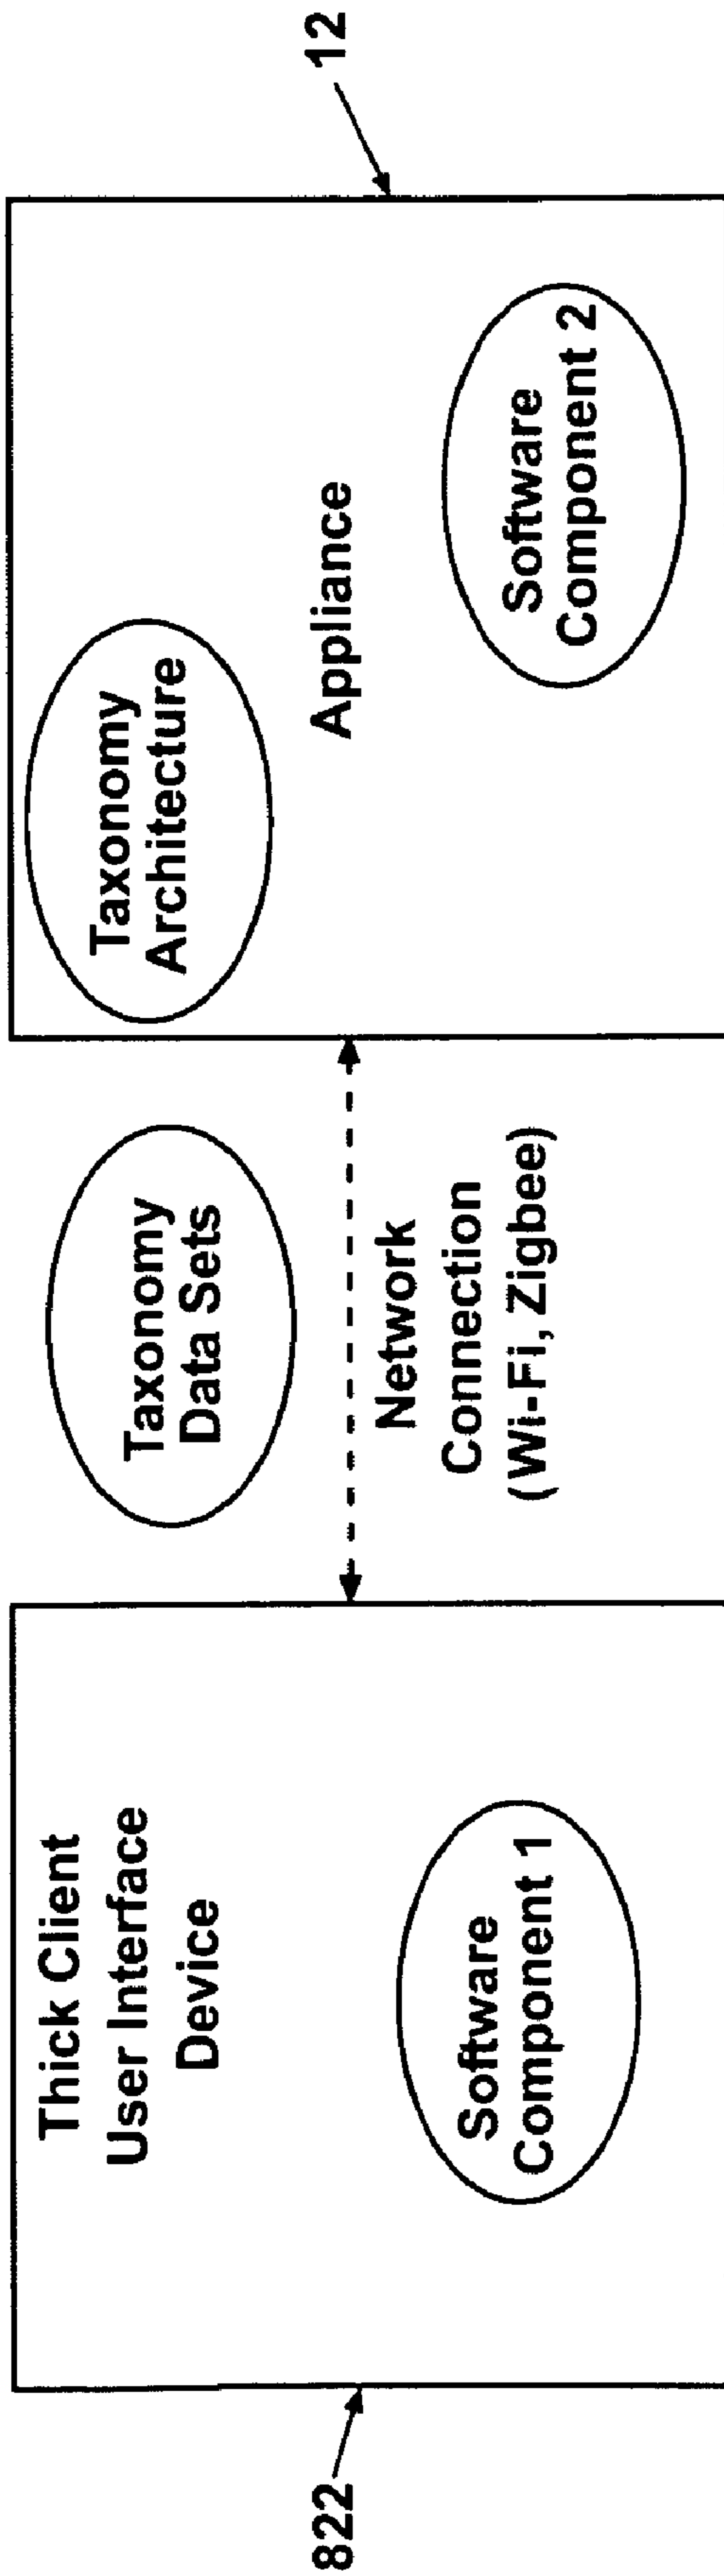 822
Thick Client
User Interface
Device
Software
Component 1
Taxonomy
Data Sets
Network
Connection
(Wi-Fi, Zigbee)
Taxonomy
Architecture
Appliance
Software
Component 2
12